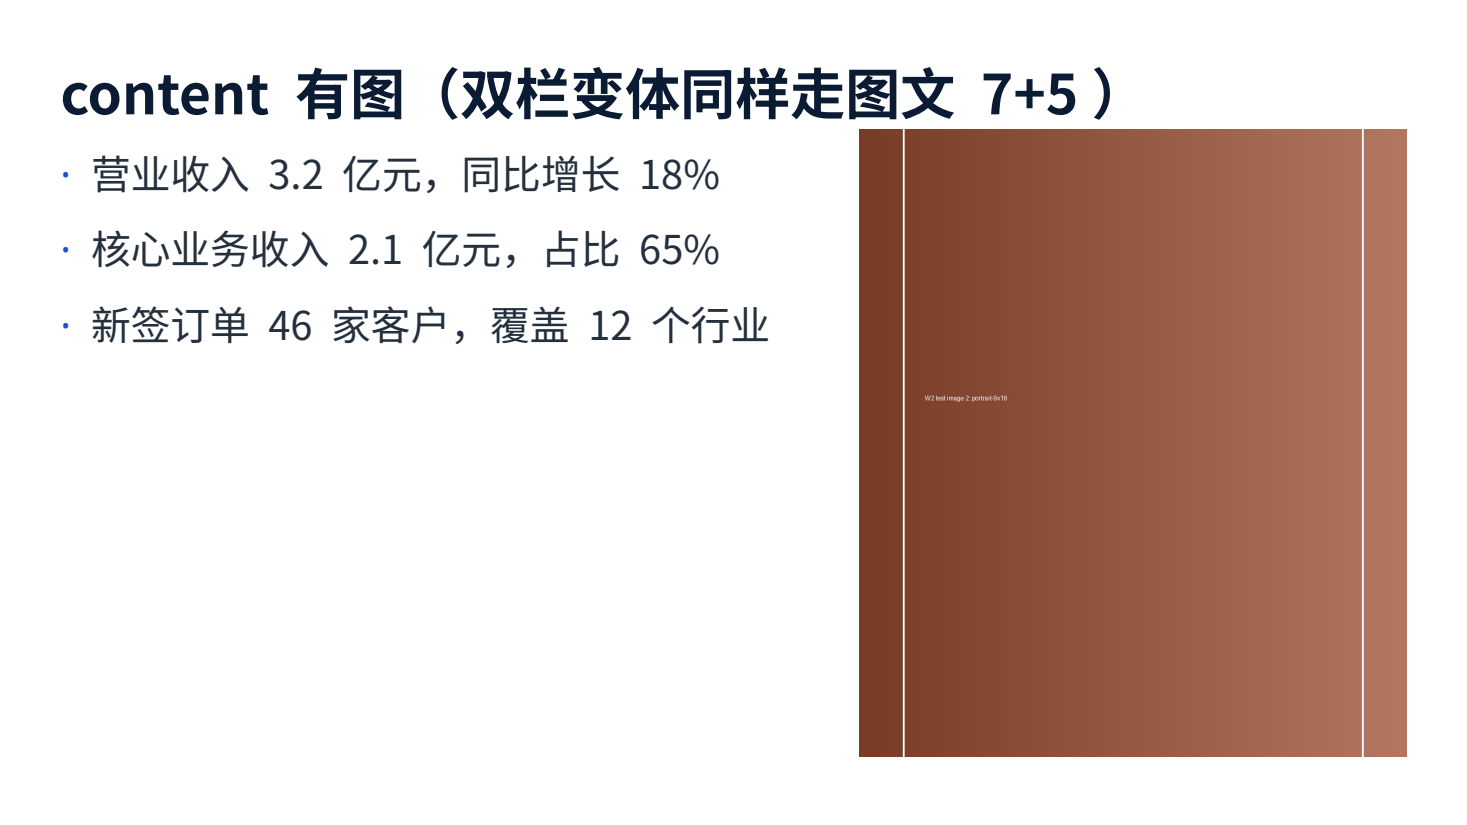 content 有图（双栏变体同样走图文 7+5 ）
· 营业收入 3.2 亿元，同比增长 18%
· 核心业务收入 2.1 亿元，占比 65%
· 新签订单 46 家客户，覆盖 12 个行业
W2 test image 2: portrait-9x16